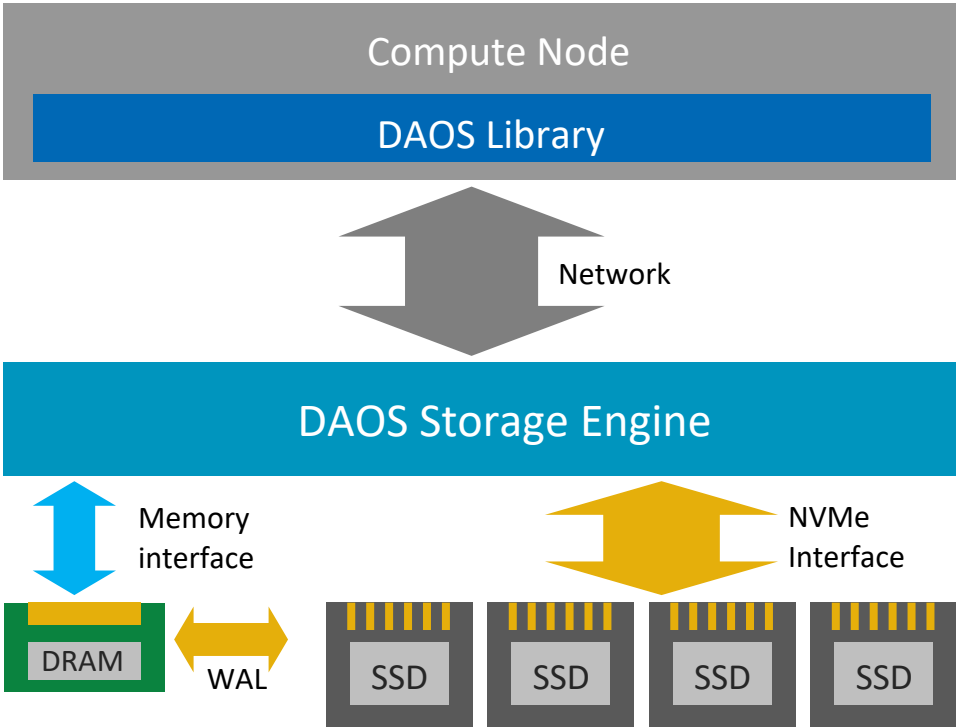 Compute Node
DAOS Library
Network
DAOS Storage Engine
Memory
interface
NVMe
Interface
DRAM
WAL
SSD
SSD
SSD
SSD